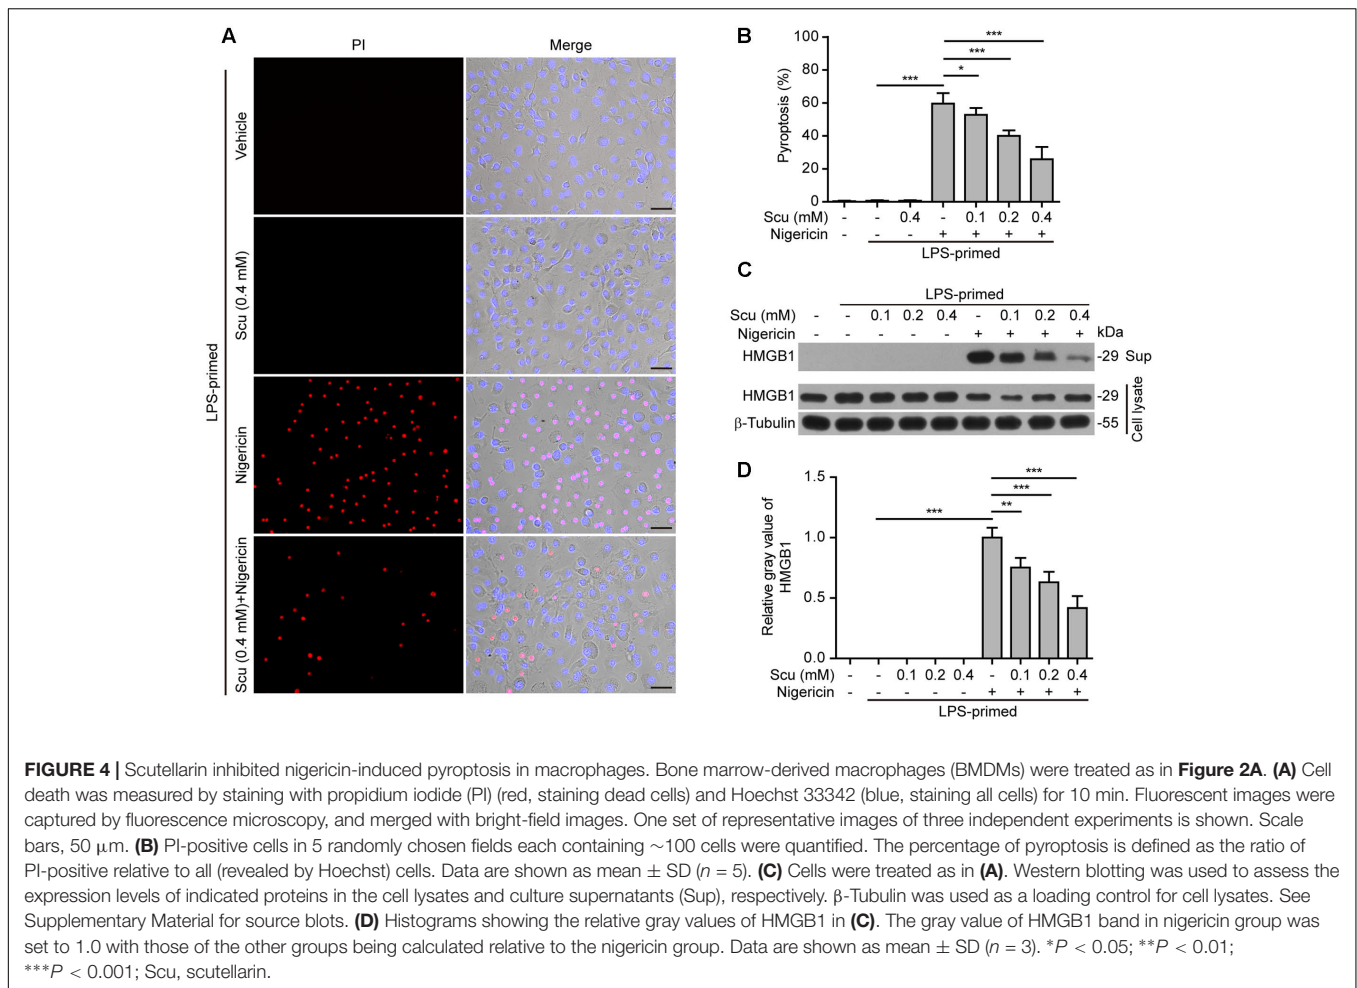 A
PI
Merge
LPS-primed
Vehicle
Scu (0.4 mM)
Nigericin
Scu (0.4 mM)+Nigericin
B
Pyroptosis (%)
100
80
60
40
20
0
***
***
*
***
Scu (mM) - - 0.4 - 0.1 0.2 0.4
Nigericin - - - + + + +
LPS-primed
C
LPS-primed
Scu (mM) - - 0.1 0.2 0.4 - 0.1 0.2 0.4
Nigericin - - - - - + + + + kDa
HMGB1 -29 Sup
HMGB1 -29
β-Tubulin -55
Cell lysate
D
Relative gray value of
HMGB1
1.5
1.0
0.5
0.0
***
***
**
***
Scu (mM) - - 0.1 0.2 0.4 - 0.1 0.2 0.4
Nigericin - - - - - + + + +
LPS-primed
FIGURE 4 | Scutellarin inhibited nigericin-induced pyroptosis in macrophages. Bone marrow-derived macrophages (BMDMs) were treated as in Figure 2A. (A) Cell
death was measured by staining with propidium iodide (PI) (red, staining dead cells) and Hoechst 33342 (blue, staining all cells) for 10 min. Fluorescent images were
captured by fluorescence microscopy, and merged with bright-field images. One set of representative images of three independent experiments is shown. Scale
bars, 50 μm. (B) PI-positive cells in 5 randomly chosen fields each containing ~100 cells were quantified. The percentage of pyroptosis is defined as the ratio of
PI-positive relative to all (revealed by Hoechst) cells. Data are shown as mean ± SD (n = 5). (C) Cells were treated as in (A). Western blotting was used to assess the
expression levels of indicated proteins in the cell lysates and culture supernatants (Sup), respectively. β-Tubulin was used as a loading control for cell lysates. See
Supplementary Material for source blots. (D) Histograms showing the relative gray values of HMGB1 in (C). The gray value of HMGB1 band in nigericin group was
set to 1.0 with those of the other groups being calculated relative to the nigericin group. Data are shown as mean ± SD (n = 3). *P < 0.05; **P < 0.01;
***P < 0.001; Scu, scutellarin.